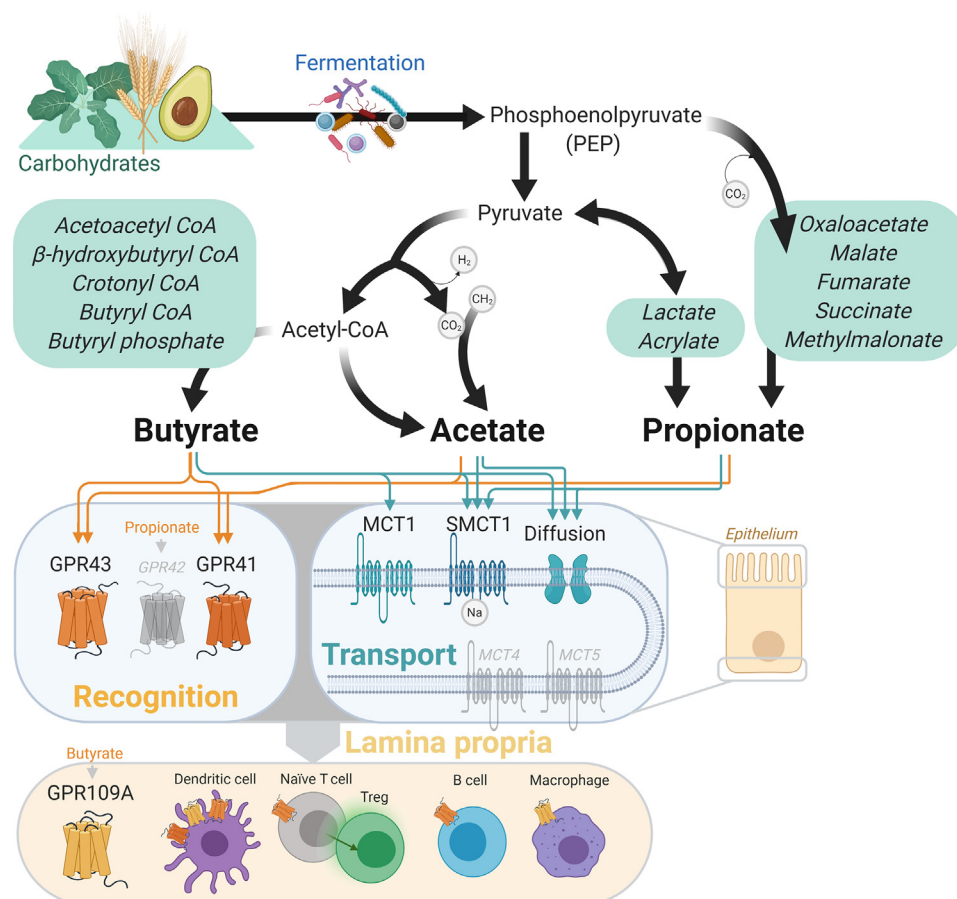 Fermentation
Carbohydrates
Phosphoenolpyruvate
(PEP)
CO₂
Pyruvate
Acetoacetyl CoA
β-hydroxybutyryl CoA
Crotonyl CoA
Butyryl CoA
Butyryl phosphate
Oxaloacetate
Malate
Fumarate
Succinate
Methylmalonate
H₂
CH₂
CO₂
Acetyl-CoA
Lactate
Acrylate
Butyrate
Acetate
Propionate
Propionate
GPR43
GPR42
GPR41
Recognition
MCT1
SMCT1
Diffusion
Na
Transport
MCT4
MCT5
Epithelium
Lamina propria
Butyrate
GPR109A
Dendritic cell
Naïve T cell
Treg
B cell
Macrophage